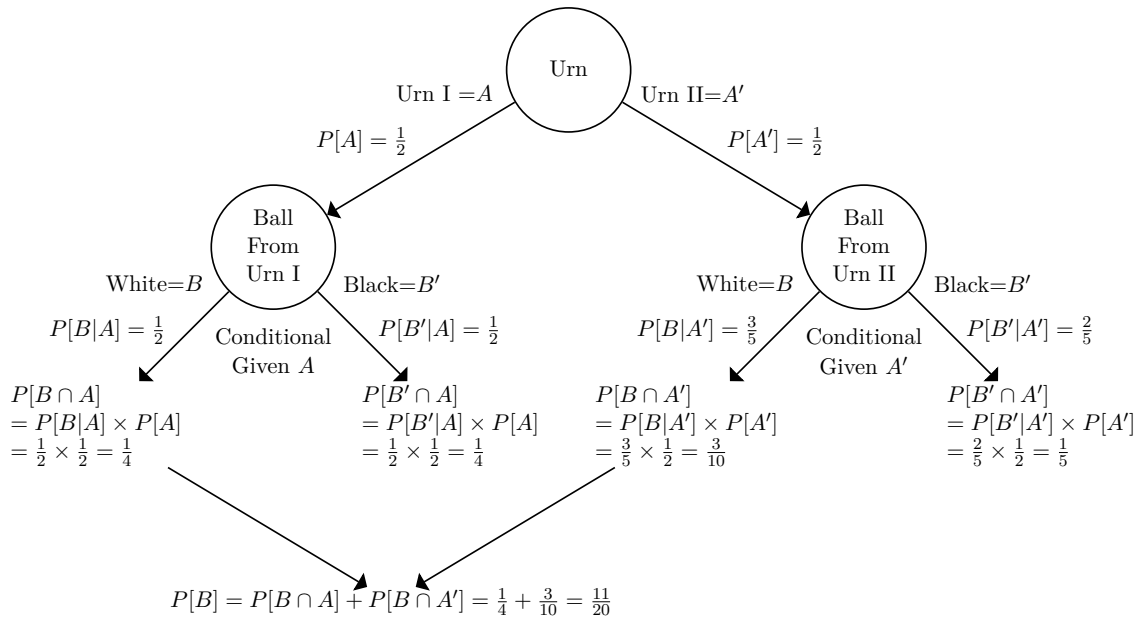 Urn
Urn I =A
Urn II=A′
P[A] = 1/2
P[A′] = 1/2
Ball
From
Urn I
Ball
From
Urn II
White=B
Black=B′
White=B
Black=B′
P[B|A] = 1/2
P[B′|A] = 1/2
P[B|A′] = 3/5
P[B′|A′] = 2/5
Conditional
Given A
Conditional
Given A′
P[B ∩ A]
= P[B|A] × P[A]
= 1/2 × 1/2 = 1/4
P[B′ ∩ A]
= P[B′|A] × P[A]
= 1/2 × 1/2 = 1/4
P[B ∩ A′]
= P[B|A′] × P[A′]
= 3/5 × 1/2 = 3/10
P[B′ ∩ A′]
= P[B′|A′] × P[A′]
= 2/5 × 1/2 = 1/5
P[B] = P[B ∩ A] + P[B ∩ A′] = 1/4 + 3/10 = 11/20